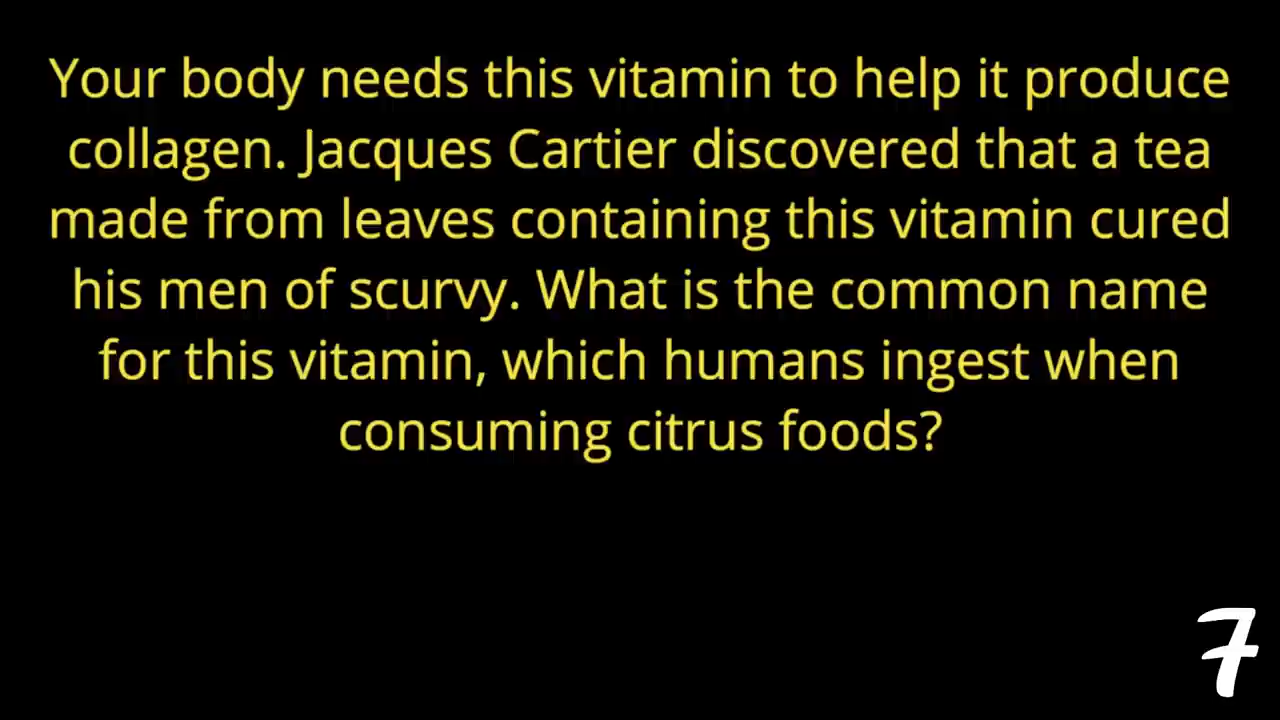 Your body needs this vitamin to help it produce
collagen. Jacques Cartier discovered that a tea
made from leaves containing this vitamin cured
his men of scurvy. What is the common name
for this vitamin, which humans ingest when
consuming citrus foods?
7